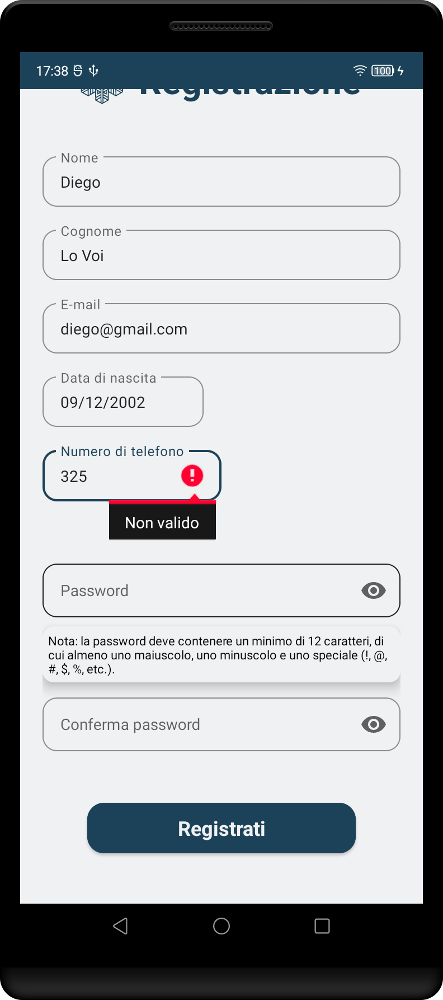 17:38
100
Registrazione
Nome
Diego
Cognome
Lo Voi
E-mail
diego@gmail.com
Data di nascita
09/12/2002
Numero di telefono
325
Non valido
Password
Nota: la password deve contenere un minimo di 12 caratteri, di
cui almeno uno maiuscolo, uno minuscolo e uno speciale (!, @,
#, $, %, etc.).
Conferma password
Registrati